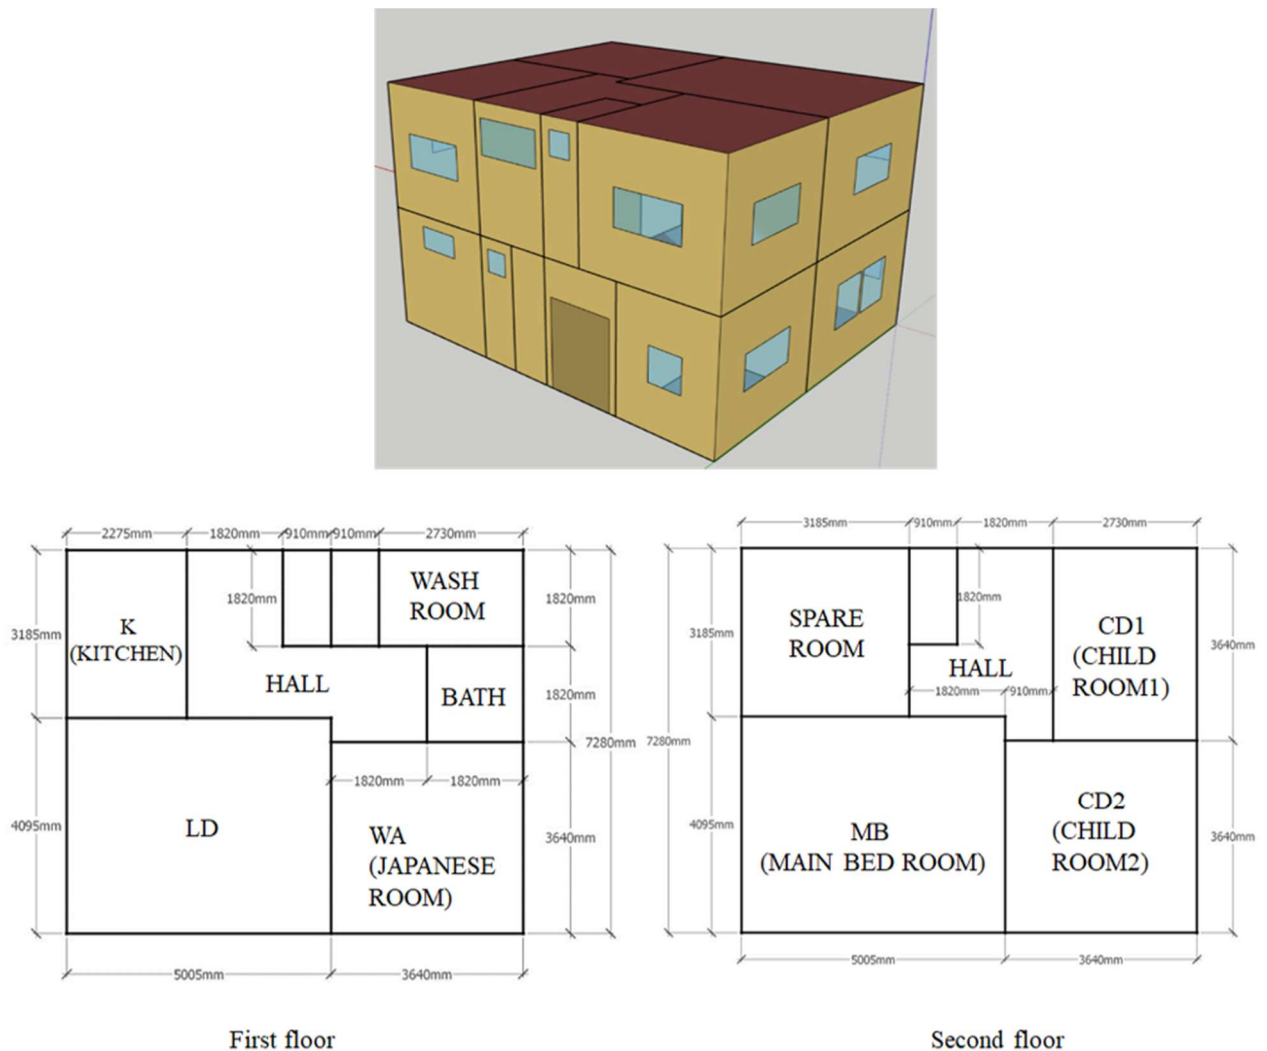 2275mm 1820mm 910mm 910mm 2730mm
K
(KITCHEN)
1820mm
WASH
ROOM
3185mm
1820mm
HALL
BATH
1820mm
7280mm
1820mm 1820mm
4095mm
LD
WA
(JAPANESE
ROOM)
3640mm
5005mm 3640mm
First floor
3185mm 910mm 1820mm 2730mm
SPARE
ROOM
1820mm
CD1
(CHILD
ROOM1)
3185mm
3640mm
HALL
1820mm 910mm
7280mm
4095mm
MB
(MAIN BED ROOM)
CD2
(CHILD
ROOM2)
3640mm
5005mm 3640mm
Second floor